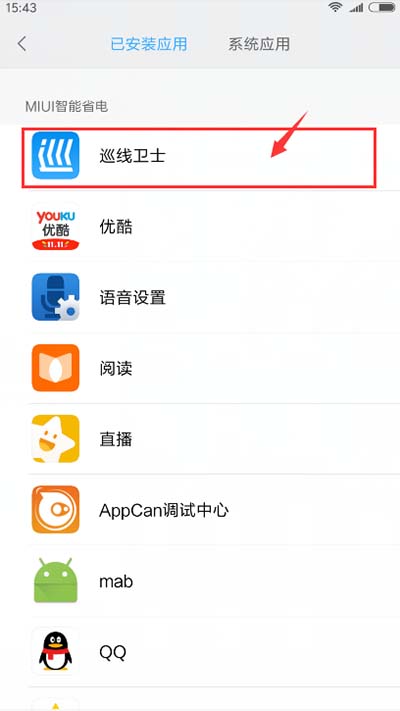 15:43
已安装应用
系统应用
MIUI智能省电
巡线卫士
YOUKU
优酷
11.11
优酷
语音设置
阅读
直播
AppCan调试中心
mab
QQ